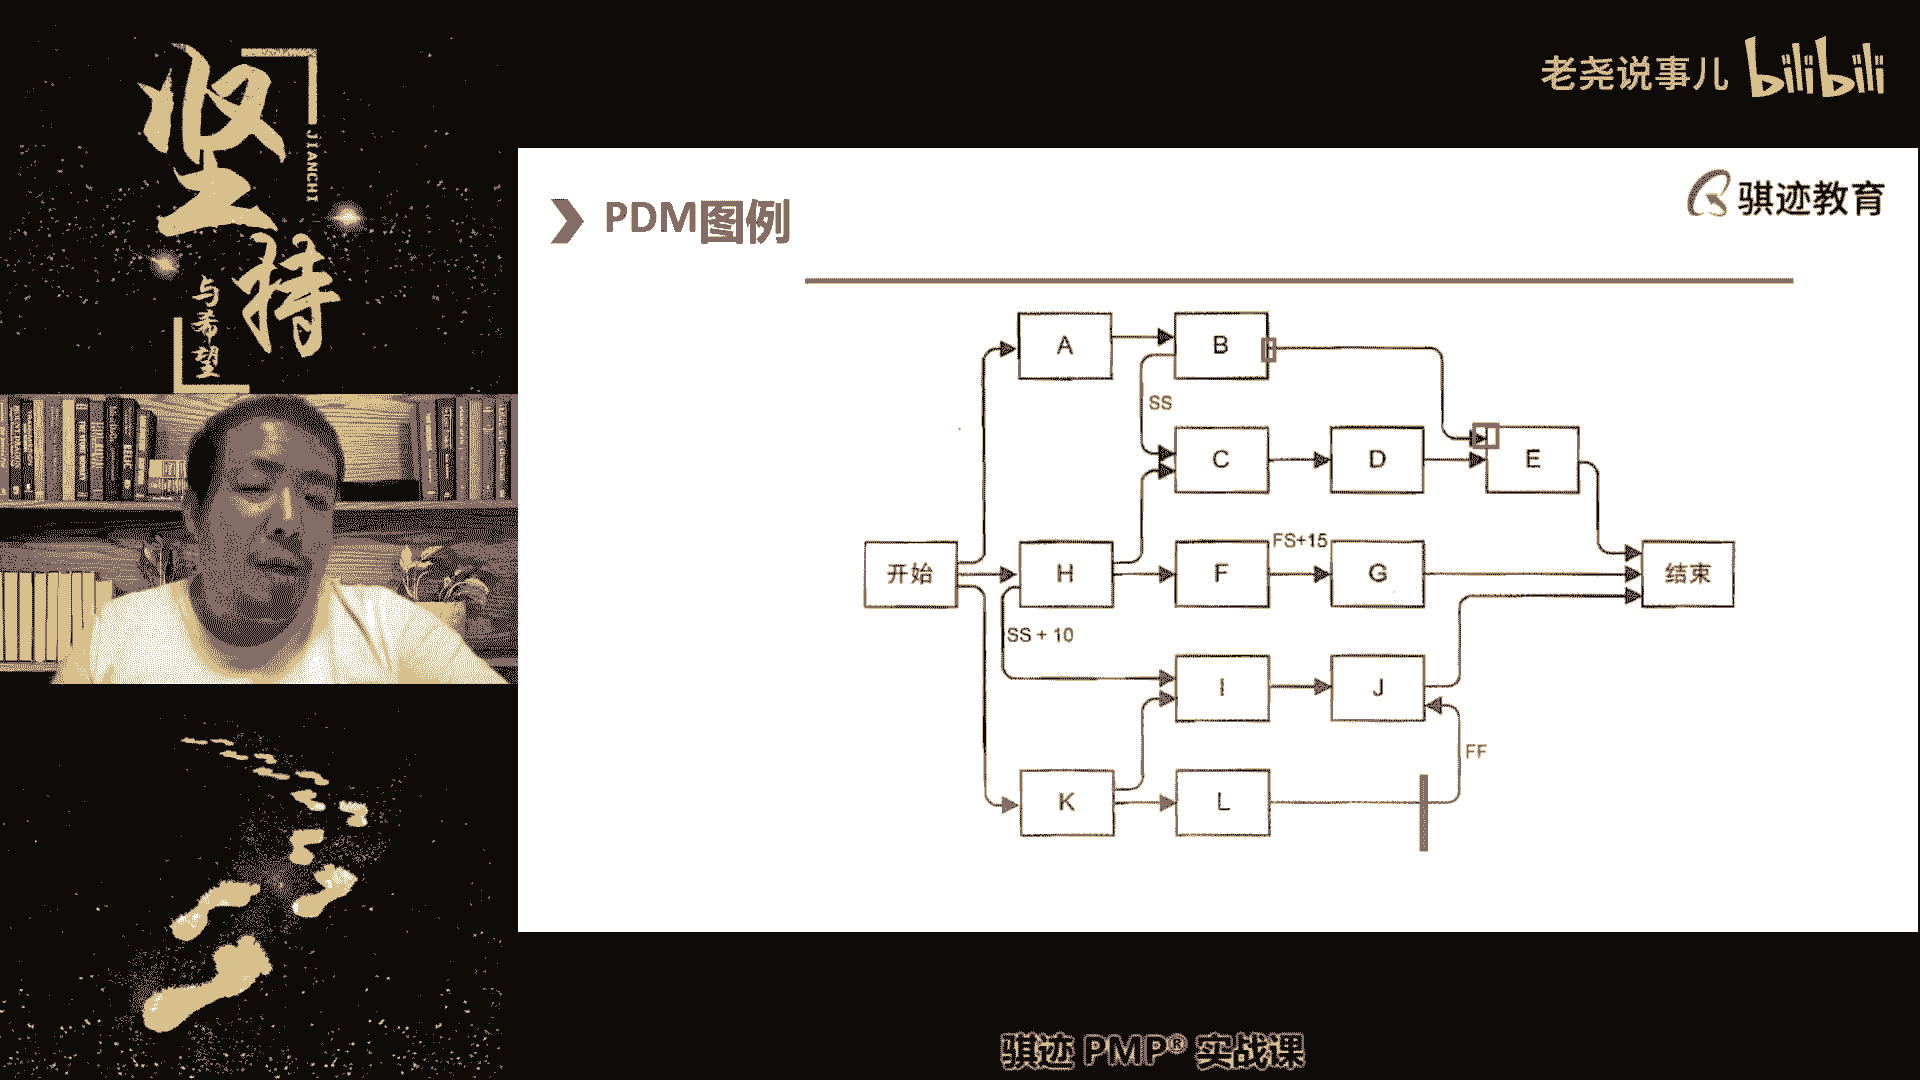 坚持
JIANCHI
与希望
老尧说事儿 bilibili
骐迹教育
PDM图例
A
B
SS
C
D
E
开始
H
F
FS+15
G
结束
SS + 10
I
J
FF
K
L
骐迹 PMP® 实战课